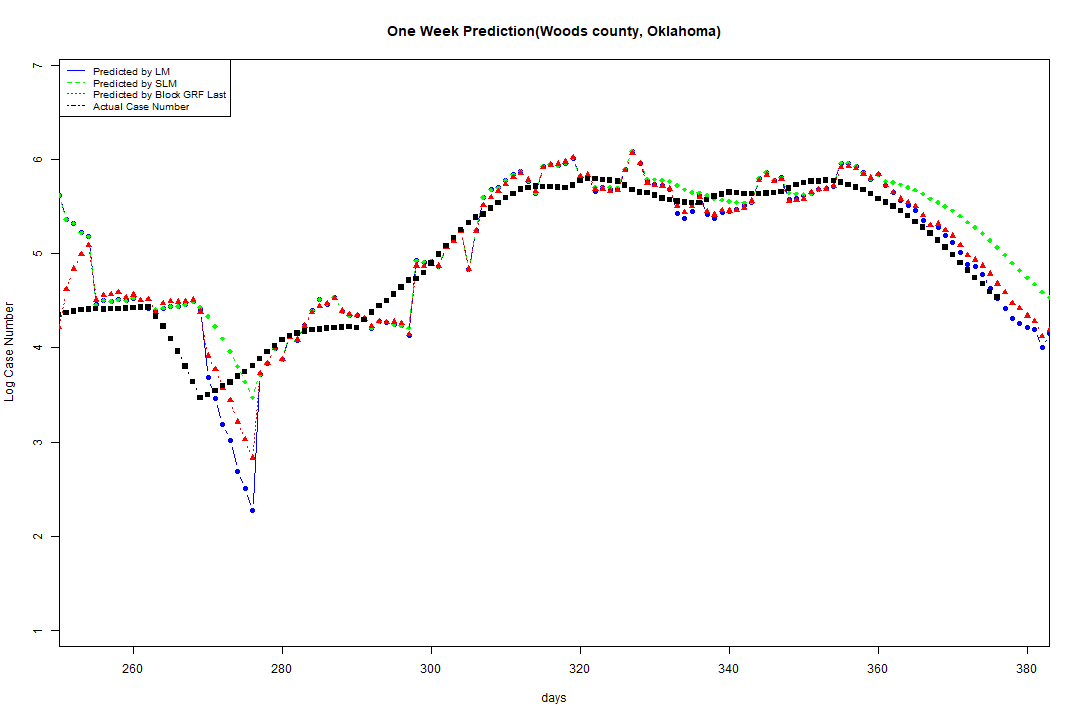 One Week Prediction(Woods county, Oklahoma)
Predicted by LM
Predicted by SLM
Predicted by Block GRF Last
Actual Case Number
7
6
5
4
3
2
1
Log Case Number
260 280 300 320 340 360 380
days